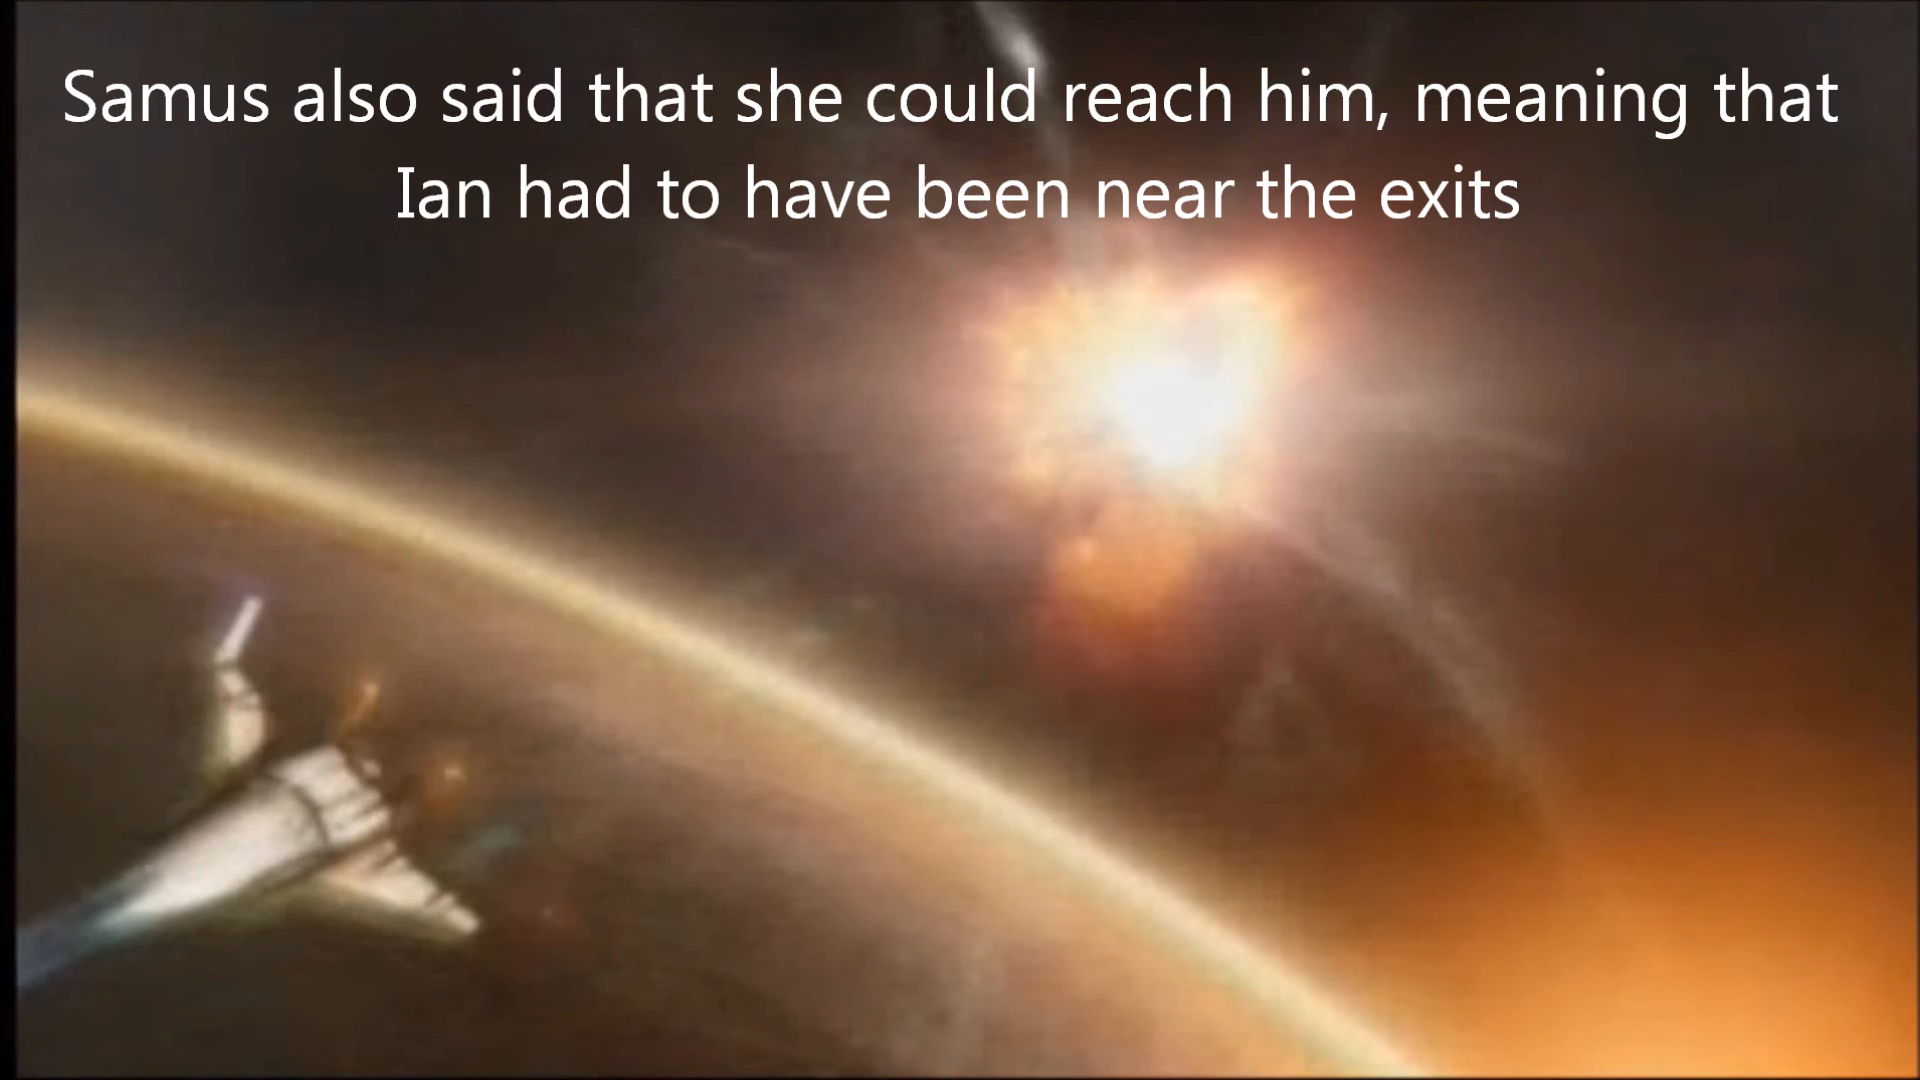 Samus also said that she could reach him, meaning that
Ian had to have been near the exits